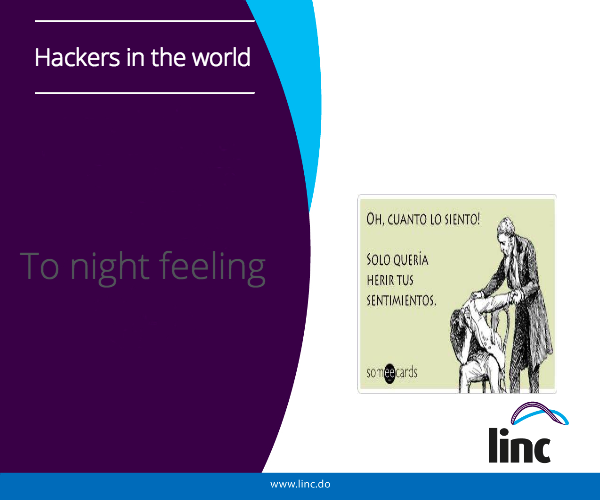 Hackers in the world
To night feeling
OH, CUANTO LO SIENTO!
SOLO QUERÍA
HERIR TUS
SENTIMIENTOS.
someecards
linc
www.linc.do